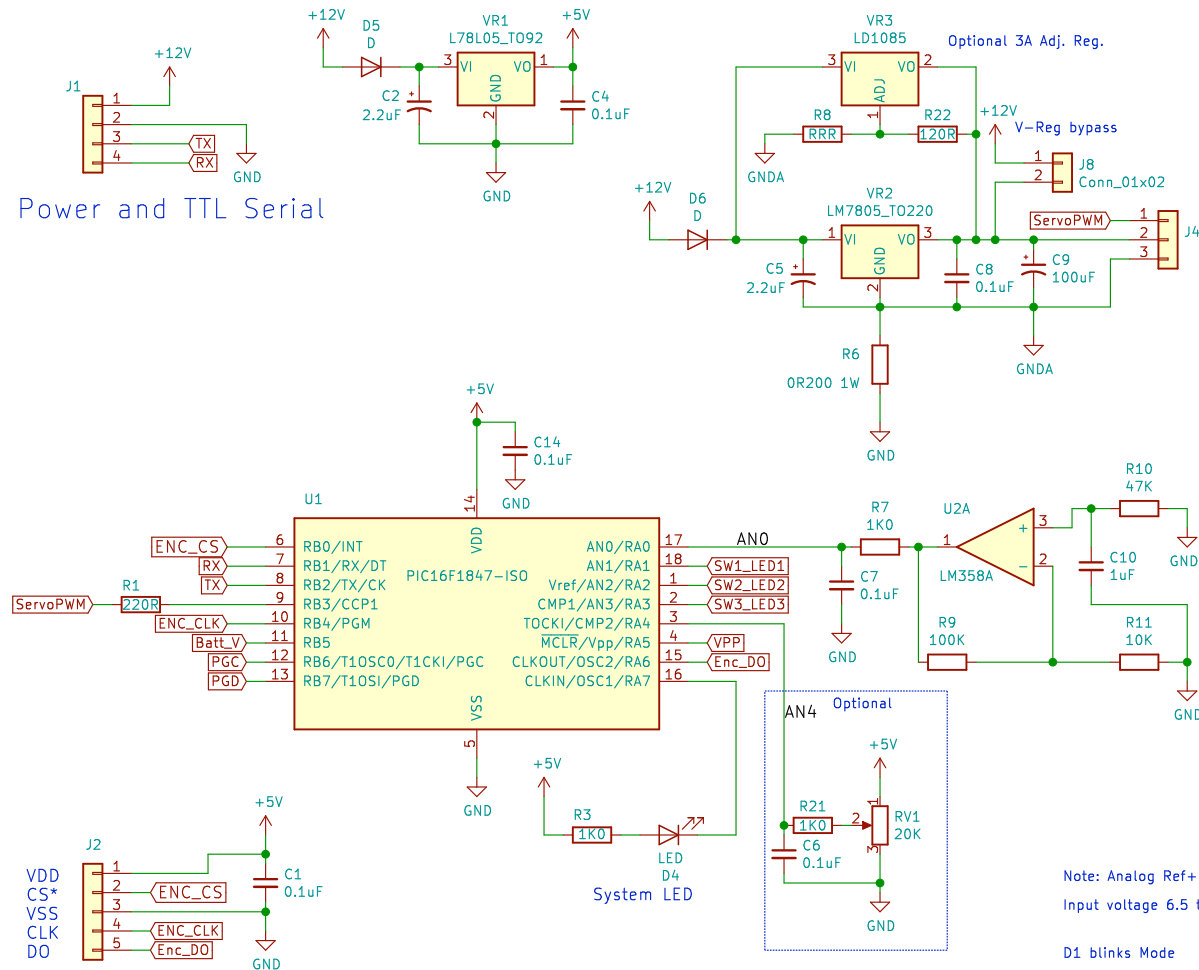 +12V
D5
D
VR1
L78L05_TO92
+5V
3 VI VO 1
GND
2
C2
2.2uF
C4
0.1uF
GND
J1
+12V
1
2
3 TX
4 RX
GND
Power and TTL Serial
VR3
LD1085
Optional 3A Adj. Reg.
3 VI VO 2
ADJ
1
R8
RRR
R22
120R
GNDA
+12V
V-Reg bypass
1
2
J8
Conn_01x02
+12V
D6
D
VR2
LM7805_TO220
1 VI VO 3
GND
2
C5
2.2uF
C8
0.1uF
C9
100uF
ServoPWM
1
2
3
J4
R6
0R200 1W
GNDA
GND
+5V
C14
0.1uF
GND
U1
14
VDD
PIC16F1847-ISO
ENC_CS 6 RB0/INT
RX 7 RB1/RX/DT
TX 8 RB2/TX/CK
ServoPWM
R1
220R
9 RB3/CCP1
ENC_CLK 10 RB4/PGM
Batt_V 11 RB5
PGC 12 RB6/T1OSC0/T1CKI/PGC
PGD 13 RB7/T1OSI/PGD
AN0/RA0 17
AN1/RA1 18 SW1_LED1
Vref/AN2/RA2 1 SW2_LED2
CMP1/AN3/RA3 2 SW3_LED3
TOCKI/CMP2/RA4 3
MCLR/Vpp/RA5 4 VPP
CLKOUT/OSC2/RA6 15 Enc_DO
CLKIN/OSC1/RA7 16
VSS
5
GND
AN0
C7
0.1uF
GND
R7
1K0
U2A
LM358A
1
+ 3
- 2
R10
47K
GND
C10
1uF
R9
100K
R11
10K
GND
+5V
R3
1K0
LED
D4
System LED
AN4
Optional
+5V
R21
1K0
1
2
3
RV1
20K
C6
0.1uF
GND
+5V
J2
VDD 1
CS* 2 ENC_CS
VSS 3
CLK 4 ENC_CLK
DO 5 Enc_DO
C1
0.1uF
GND
Note: Analog Ref+
Input voltage 6.5 t
D1 blinks Mode